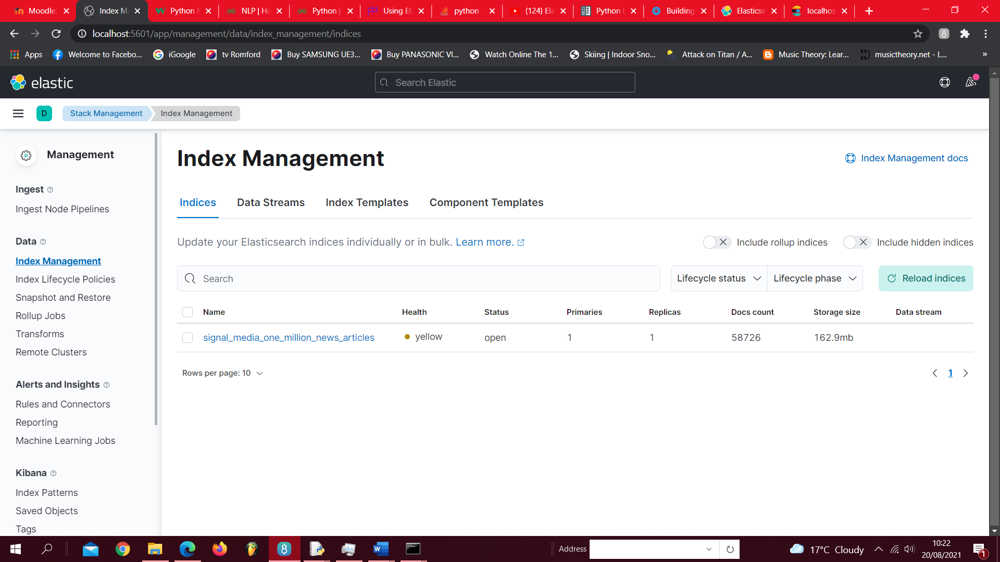 Moodle:
Index M
Python F
NLP | Ho
Python |
Using El
python -
(124) Ela
Python E
Building
Elasticse
localhos
localhost:5601/app/management/data/index_management/indices
Apps
Welcome to Facebo...
iGoogle
tv Romford
Buy SAMSUNG UE3...
Buy PANASONIC VI...
Watch Online The 1...
Skiing | Indoor Sno...
Attack on Titan / A...
Music Theory: Lear...
musictheory.net - L...
»
elastic
Search Elastic
D
Stack Management
Index Management
Management
Ingest
Ingest Node Pipelines
Data
Index Management
Index Lifecycle Policies
Snapshot and Restore
Rollup Jobs
Transforms
Remote Clusters
Alerts and Insights
Rules and Connectors
Reporting
Machine Learning Jobs
Kibana
Index Patterns
Saved Objects
Tags
Index Management
Index Management docs
Indices
Data Streams
Index Templates
Component Templates
Update your Elasticsearch indices individually or in bulk. Learn more.
Include rollup indices
Include hidden indices
Search
Lifecycle status
Lifecycle phase
Reload indices
Name Health Status Primaries Replicas Docs count Storage size Data stream
signal_media_one_million_news_articles yellow open 1 1 58726 162.9mb
Rows per page: 10
1
Address
17°C Cloudy
10:22
20/08/2021
1